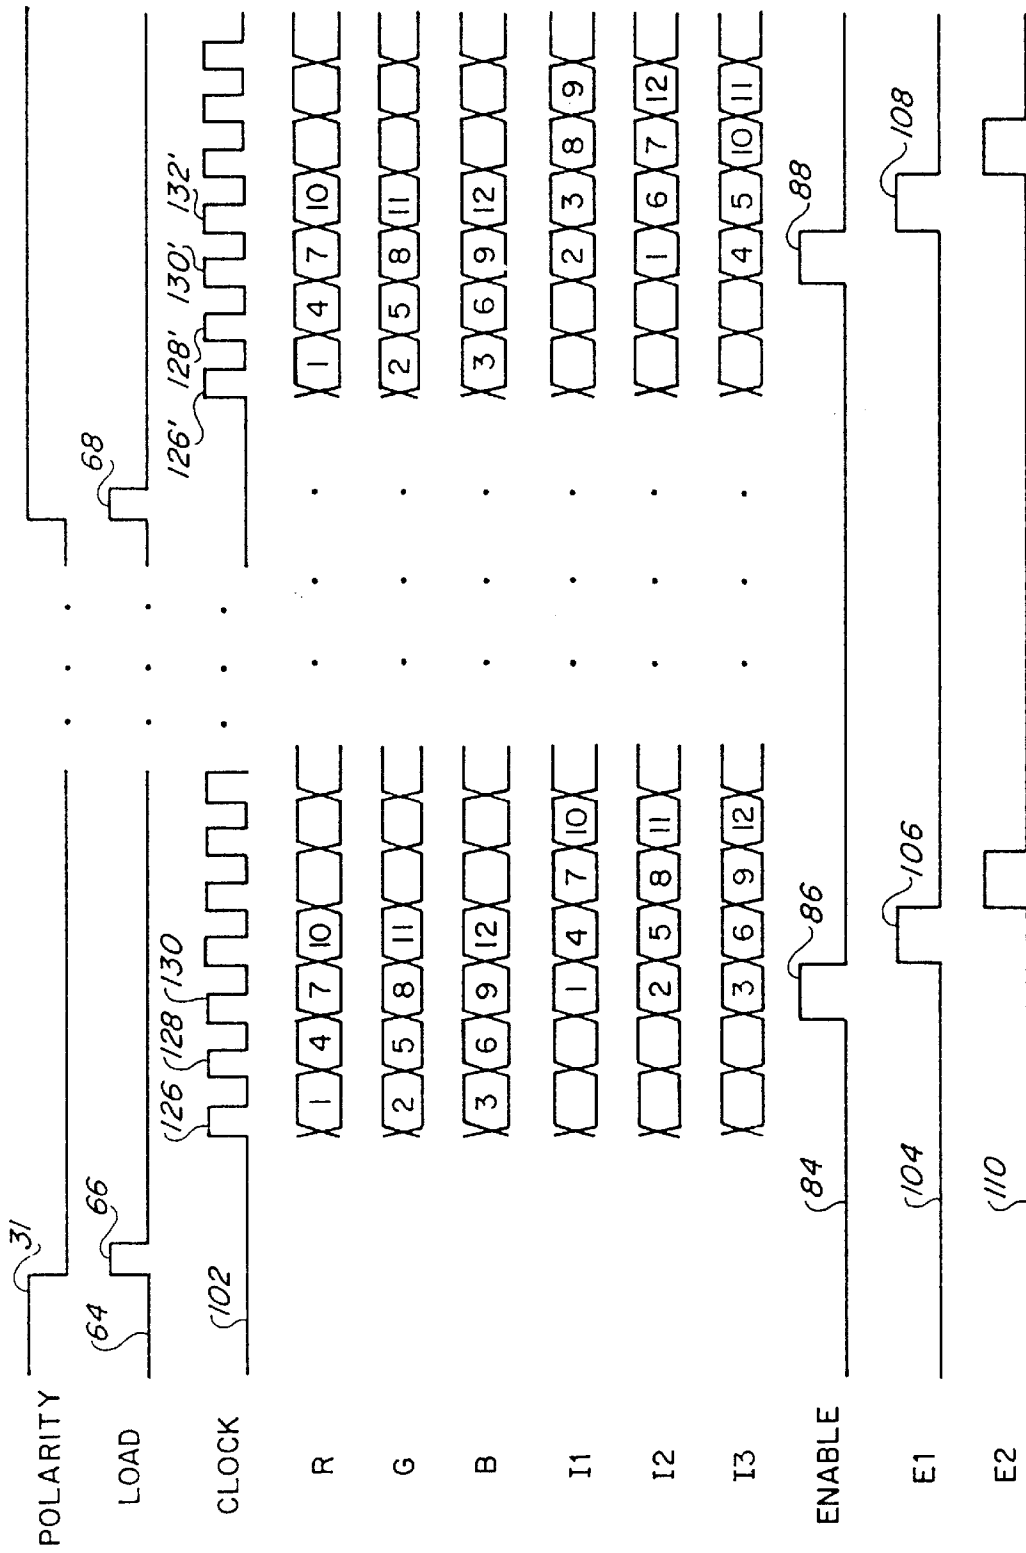 POLARITY 31
LOAD 64 66 68
CLOCK 102 126 128 130 126' 128' 130' 132'
R 1 4 7 10 1 4 7 10
G 2 5 8 11 2 5 8 11
B 3 6 9 12 3 6 9 12
I1 1 4 7 10 2 3 8 9
I2 2 5 8 11 1 6 7 12
I3 3 6 9 12 4 5 10 11
ENABLE 84 86 88
E1 104 106 108
E2 110